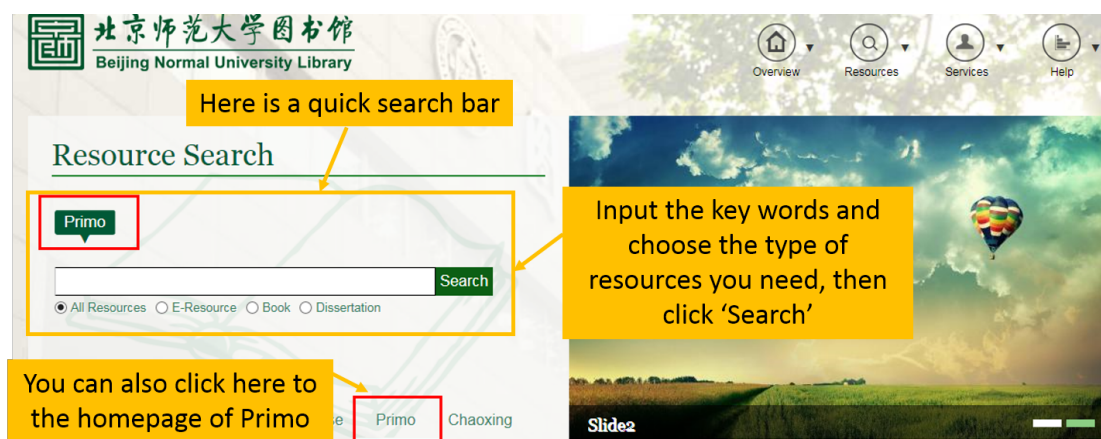 北京师范大学图书馆
Beijing Normal University Library
Overview
Resources
Services
Help
Here is a quick search bar
Resource Search
Primo
Input the key words and
choose the type of
resources you need, then
click ‘Search’
Search
All Resources
E-Resource
Book
Dissertation
You can also click here to
the homepage of Primo
Primo
Chaoxing
Slide2